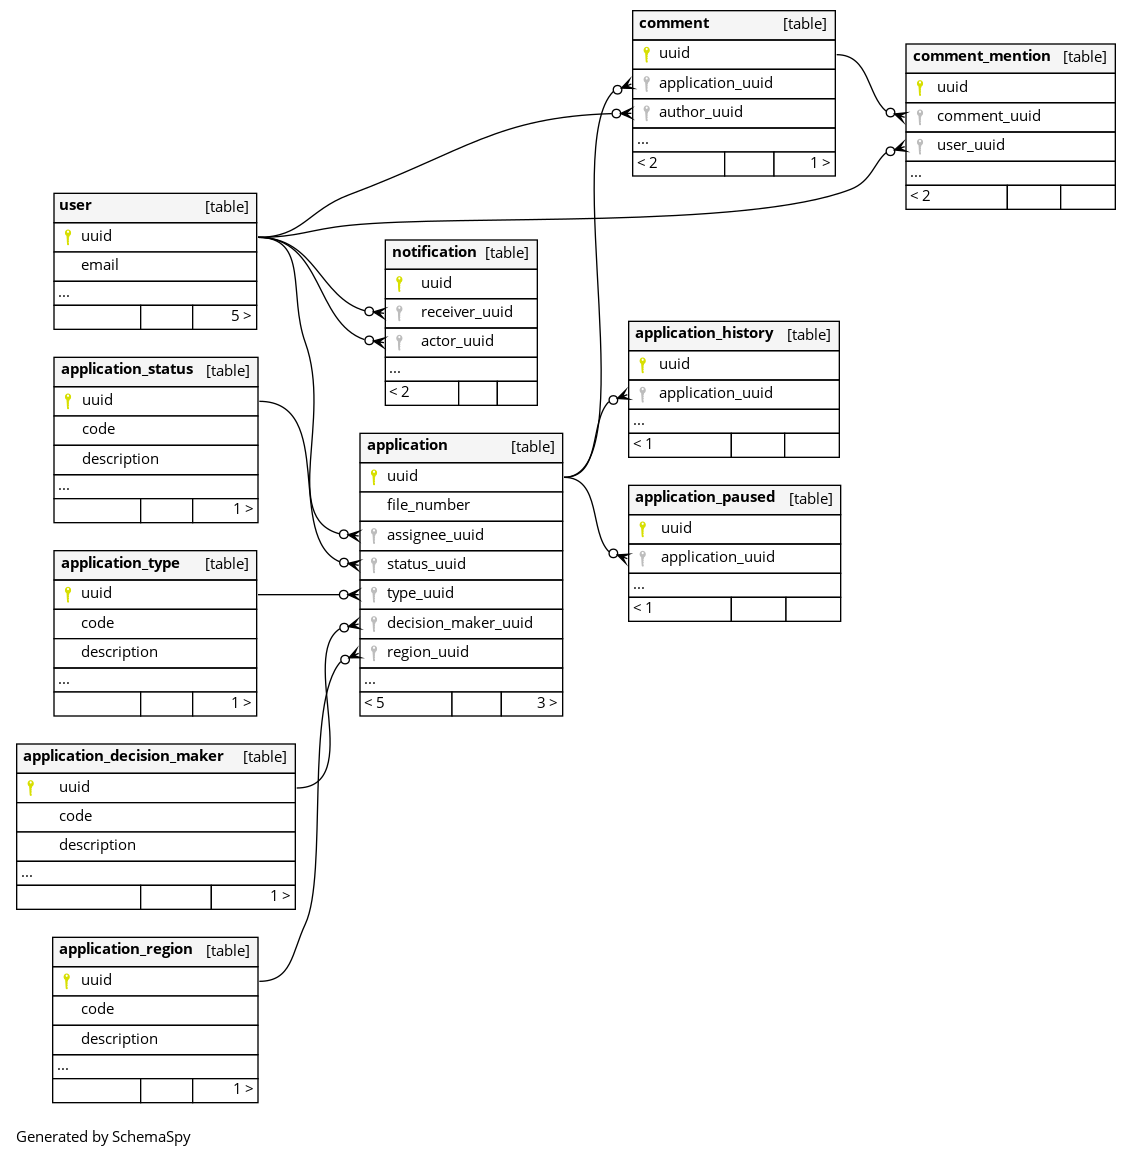 comment [table]
uuid
application_uuid
author_uuid
...
< 2 1 >
comment_mention [table]
uuid
comment_uuid
user_uuid
...
< 2
user [table]
uuid
email
...
5 >
notification [table]
uuid
receiver_uuid
actor_uuid
...
< 2
application_history [table]
uuid
application_uuid
...
< 1
application_status [table]
uuid
code
description
...
1 >
application [table]
uuid
file_number
assignee_uuid
status_uuid
type_uuid
decision_maker_uuid
region_uuid
...
< 5 3 >
application_paused [table]
uuid
application_uuid
...
< 1
application_type [table]
uuid
code
description
...
1 >
application_decision_maker [table]
uuid
code
description
...
1 >
application_region [table]
uuid
code
description
...
1 >
Generated by SchemaSpy